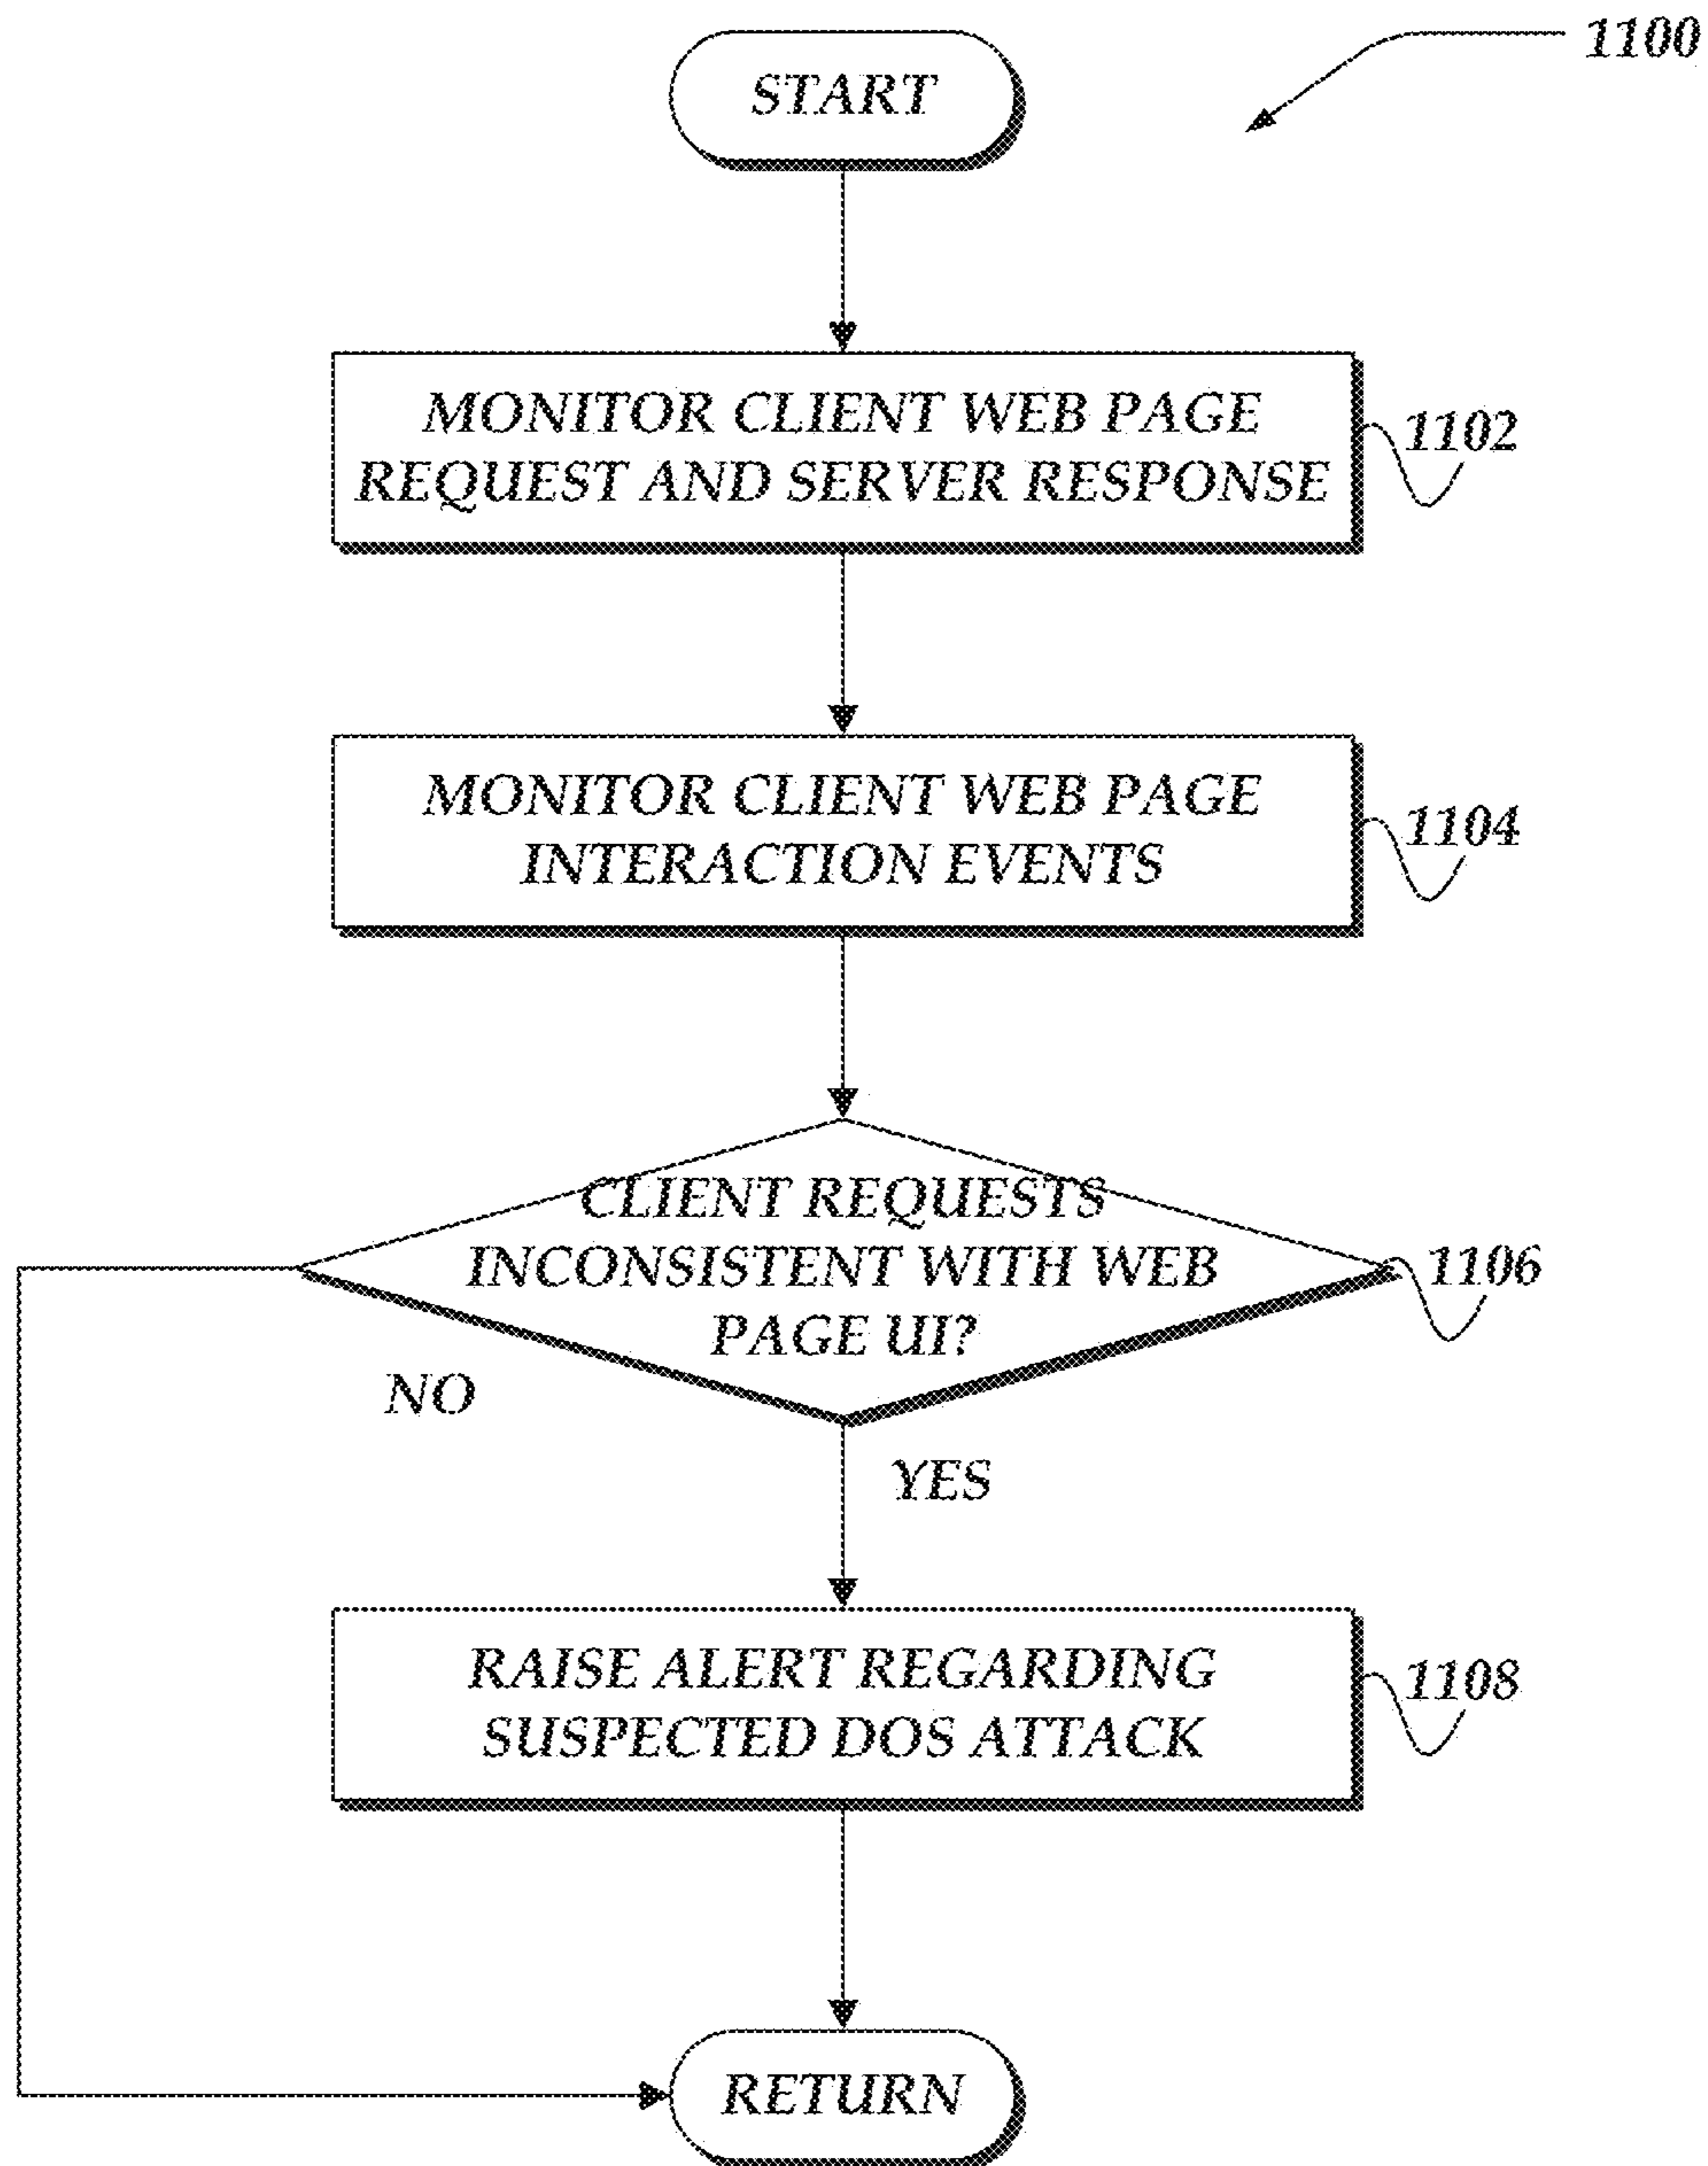 1100
START
MONITOR CLIENT WEB PAGE
REQUEST AND SERVER RESPONSE
1102
MONITOR CLIENT WEB PAGE
INTERACTION EVENTS
1104
CLIENT REQUESTS
INCONSISTENT WITH WEB
PAGE UI?
1106
NO
YES
RAISE ALERT REGARDING
SUSPECTED DOS ATTACK
1108
RETURN